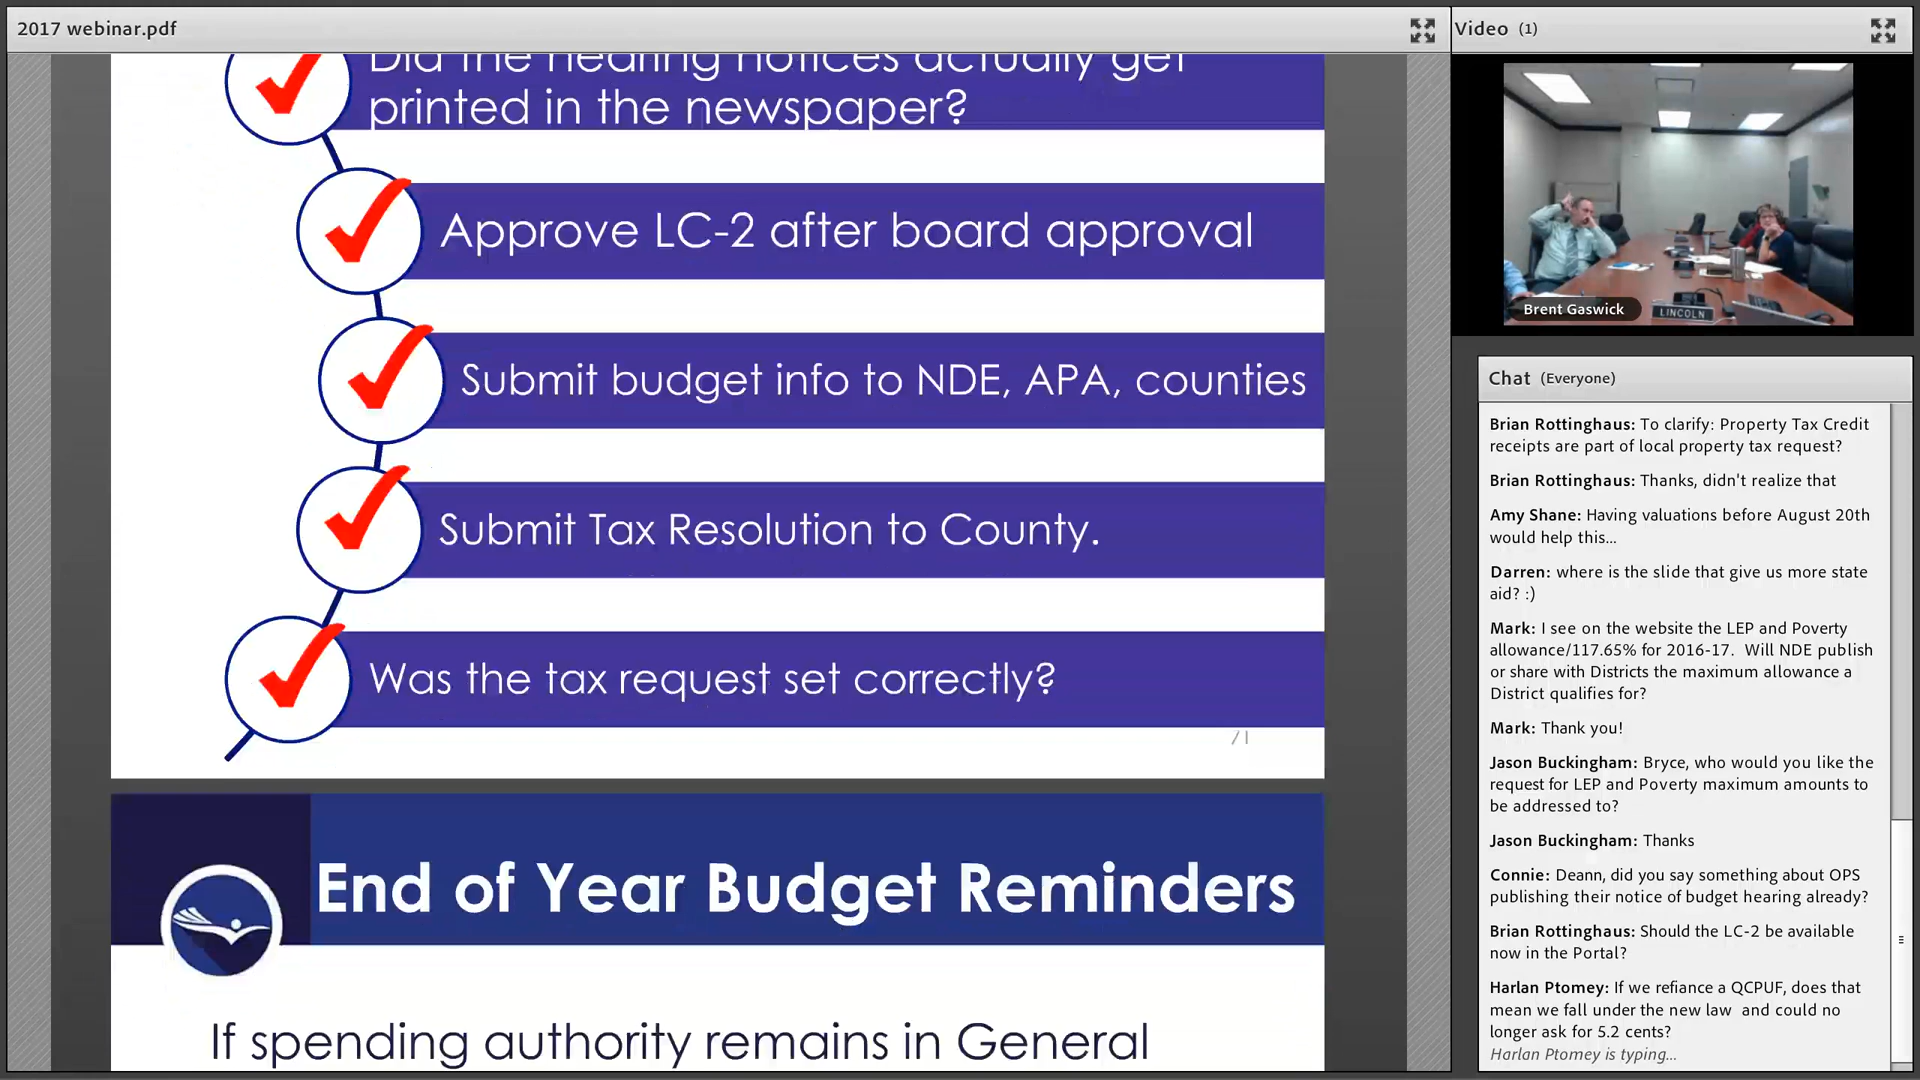 2017 webinar.pdf
Did the hearing notices actually get
printed in the newspaper?
Approve LC-2 after board approval
Submit budget info to NDE, APA, counties
Submit Tax Resolution to County.
Was the tax request set correctly?
71
End of Year Budget Reminders
If spending authority remains in General
Video (1)
Brent Gaswick
LINCOLN
Chat (Everyone)
Brian Rottinghaus: To clarify: Property Tax Credit
receipts are part of local property tax request?
Brian Rottinghaus: Thanks, didn't realize that
Amy Shane: Having valuations before August 20th
would help this...
Darren: where is the slide that give us more state
aid? :)
Mark: I see on the website the LEP and Poverty
allowance/117.65% for 2016-17. Will NDE publish
or share with Districts the maximum allowance a
District qualifies for?
Mark: Thank you!
Jason Buckingham: Bryce, who would you like the
request for LEP and Poverty maximum amounts to
be addressed to?
Jason Buckingham: Thanks
Connie: Deann, did you say something about OPS
publishing their notice of budget hearing already?
Brian Rottinghaus: Should the LC-2 be available
now in the Portal?
Harlan Ptomey: If we refiance a QCPUF, does that
mean we fall under the new law and could no
longer ask for 5.2 cents?
Harlan Ptomey is typing...